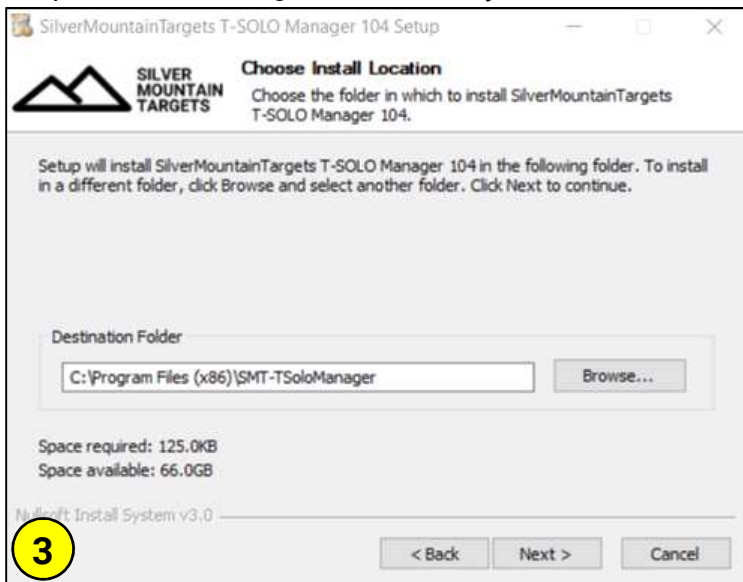 SilverMountainTargets T-SOLO Manager 104 Setup
SILVER
MOUNTAIN
TARGETS
Choose Install Location
Choose the folder in which to install SilverMountainTargets
T-SOLO Manager 104.
Setup will install SilverMountainTargets T-SOLO Manager 104 in the following folder. To install
in a different folder, click Browse and select another folder. Click Next to continue.
Destination Folder
C:\Program Files (x86)\SMT-TSoloManager
Browse...
Space required: 125.0KB
Space available: 66.0GB
Nullsoft Install System v3.0
3
< Back
Next >
Cancel